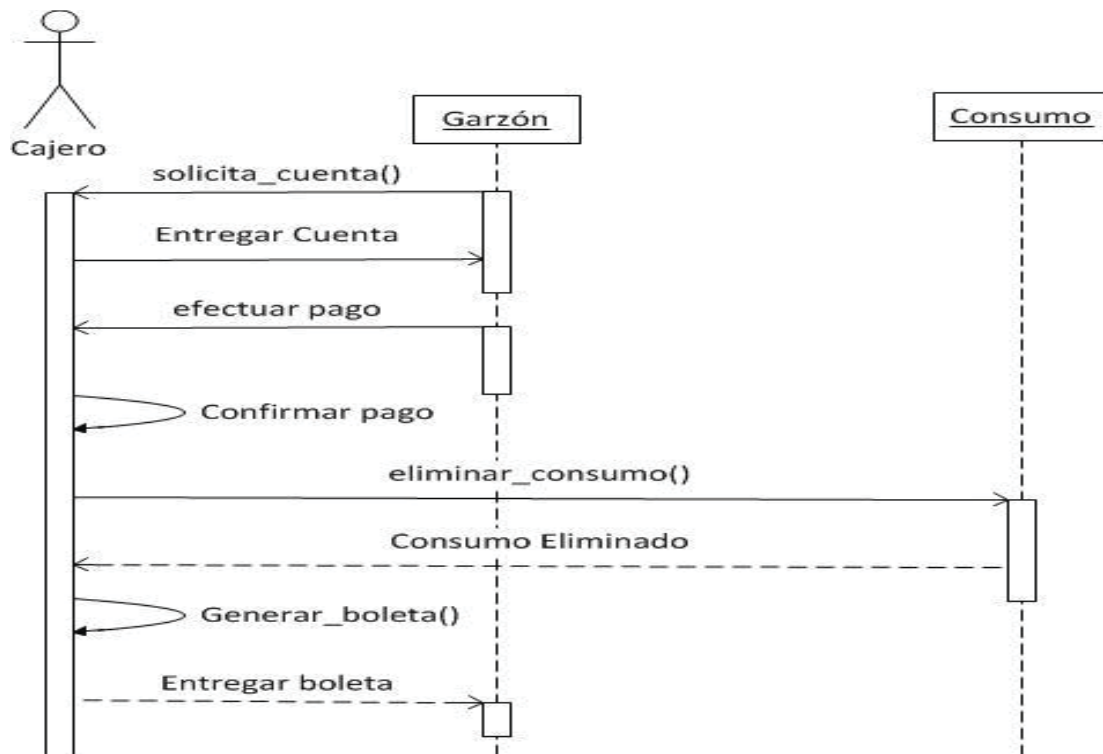 Cajero
Garzón
Consumo
solicita_cuenta()
Entregar Cuenta
efectuar pago
Confirmar pago
eliminar_consumo()
Consumo Eliminado
Generar_boleta()
Entregar boleta